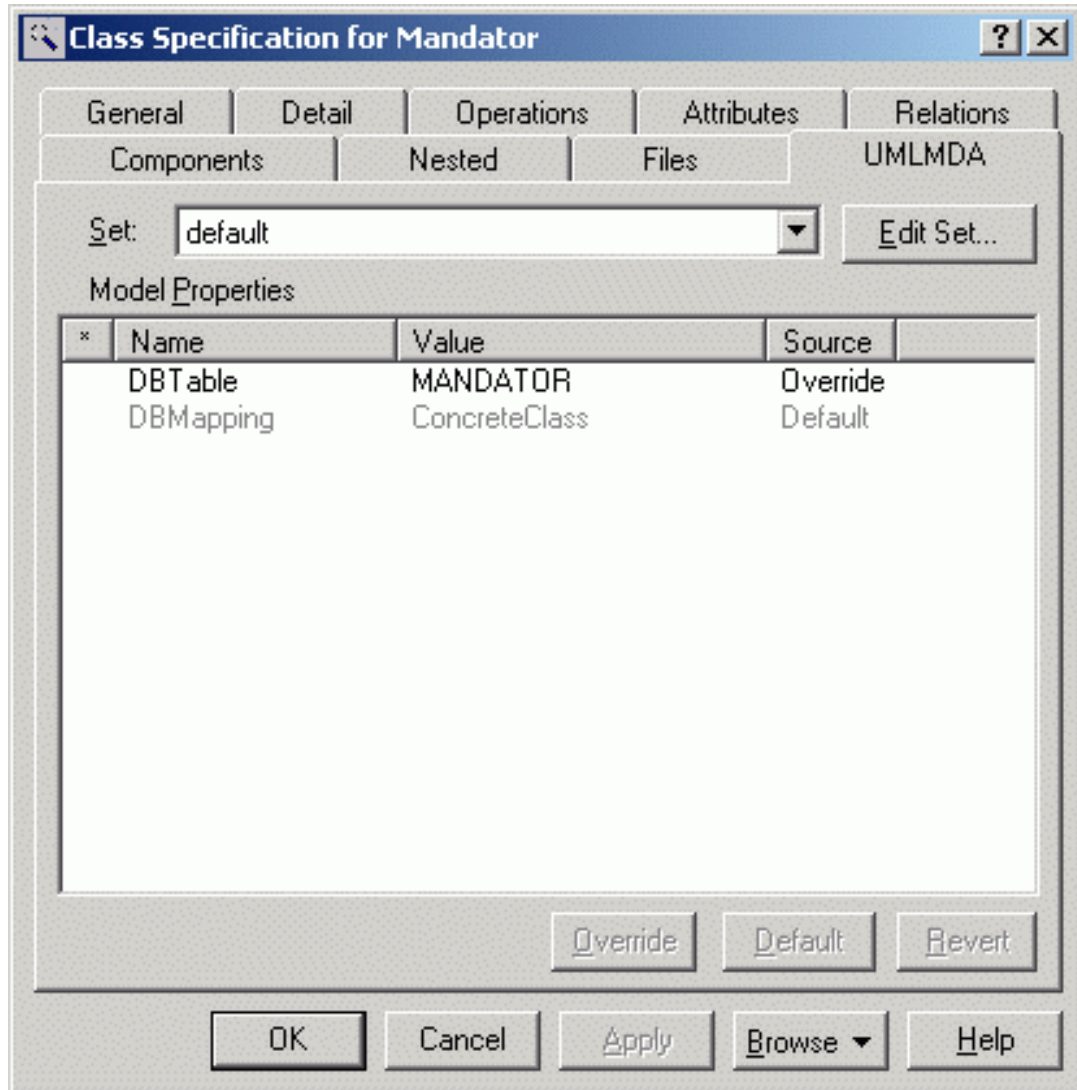 Class Specification for Mandator
General Detail Operations Attributes Relations
Components Nested Files UMLMDA
Set: default Edit Set...
Model Properties
* Name Value Source
DBTable MANDATOR Override
DBMapping ConcreteClass Default
Override Default Revert
OK Cancel Apply Browse Help